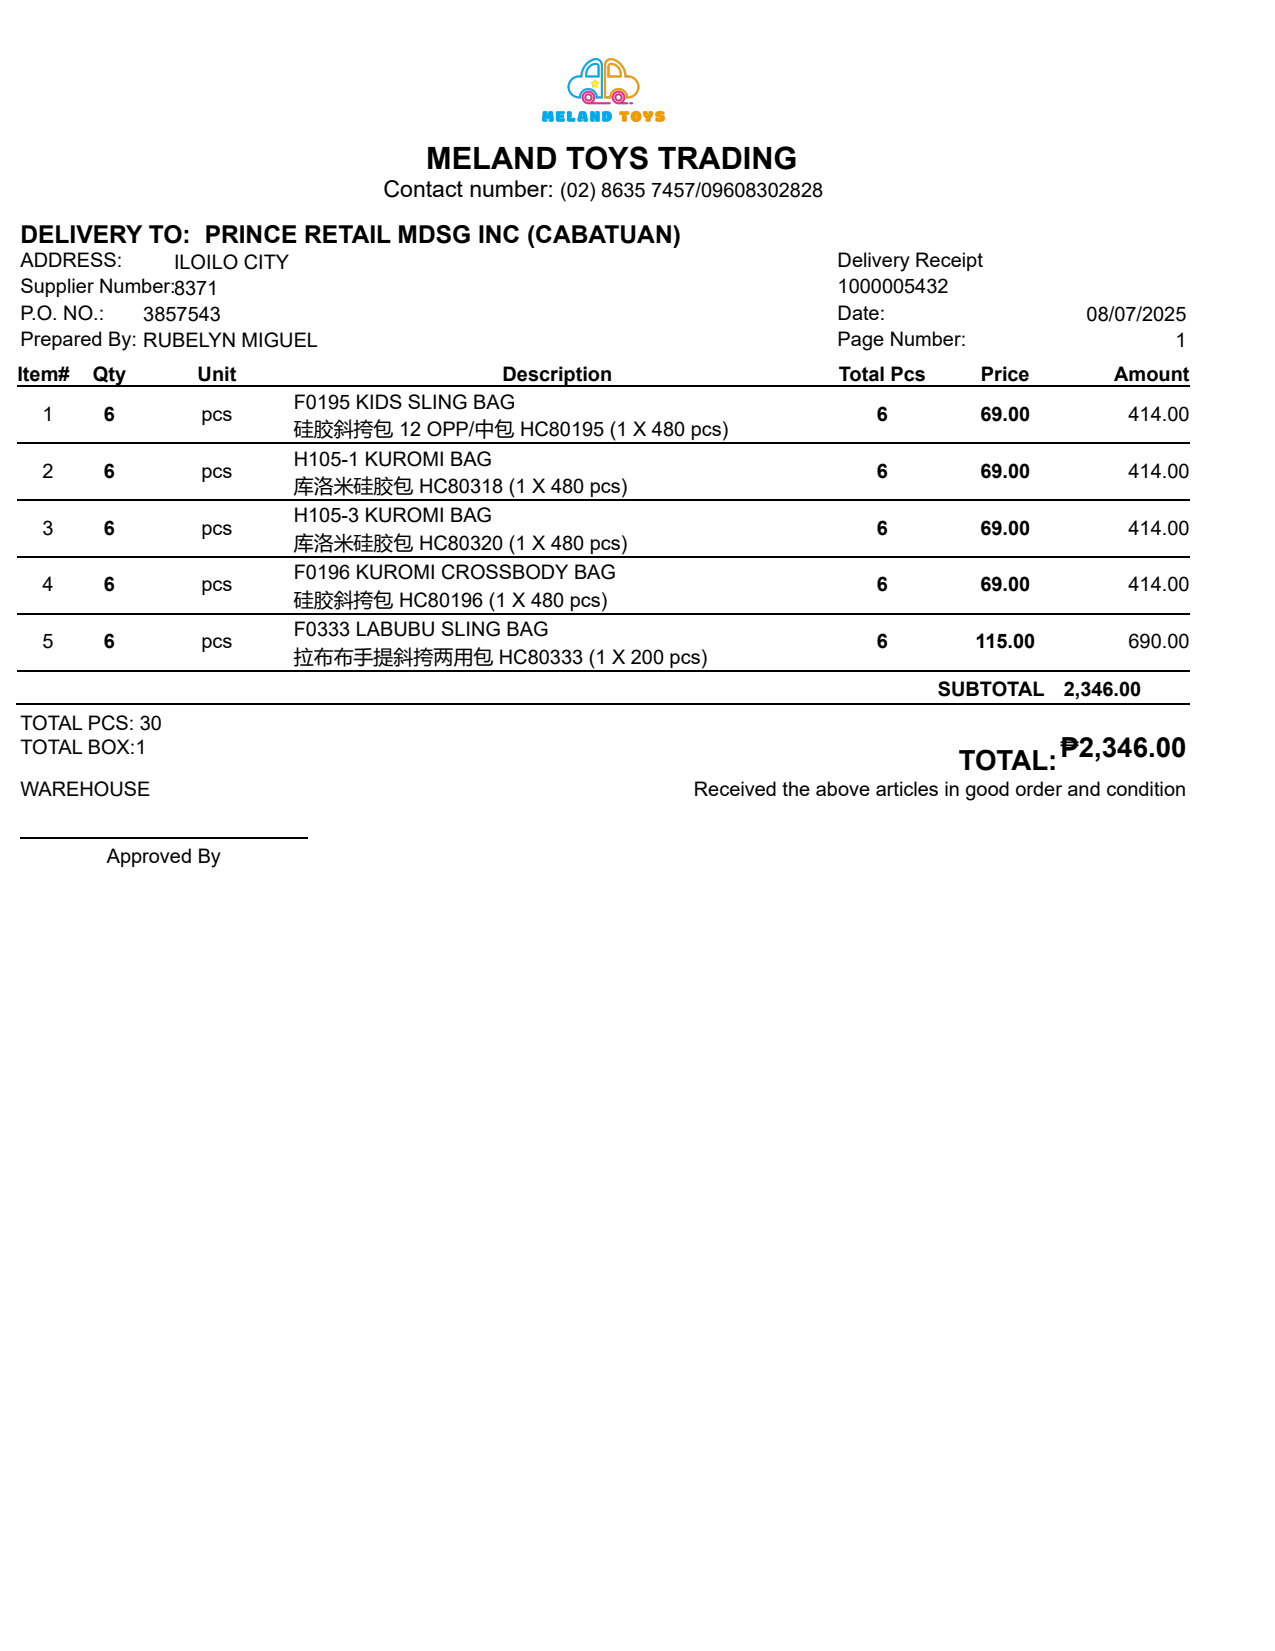 MELAND TOYS
MELAND TOYS TRADING
Contact number: (02) 8635 7457/09608302828
DELIVERY TO: PRINCE RETAIL MDSG INC (CABATUAN)
ADDRESS: ILOILO CITY Delivery Receipt
Supplier Number:8371 1000005432
P.O. NO.: 3857543 Date: 08/07/2025
Prepared By: RUBELYN MIGUEL Page Number: 1
Item# Qty Unit Description Total Pcs Price Amount
1 6 pcs F0195 KIDS SLING BAG 6 69.00 414.00
硅胶斜挎包 12 OPP/中包 HC80195 (1 X 480 pcs)
2 6 pcs H105-1 KUROMI BAG 6 69.00 414.00
库洛米硅胶包 HC80318 (1 X 480 pcs)
3 6 pcs H105-3 KUROMI BAG 6 69.00 414.00
库洛米硅胶包 HC80320 (1 X 480 pcs)
4 6 pcs F0196 KUROMI CROSSBODY BAG 6 69.00 414.00
硅胶斜挎包 HC80196 (1 X 480 pcs)
5 6 pcs F0333 LABUBU SLING BAG 6 115.00 690.00
拉布布手提斜挎两用包 HC80333 (1 X 200 pcs)
SUBTOTAL 2,346.00
TOTAL PCS: 30
TOTAL BOX:1
TOTAL: ₱2,346.00
WAREHOUSE Received the above articles in good order and condition
Approved By